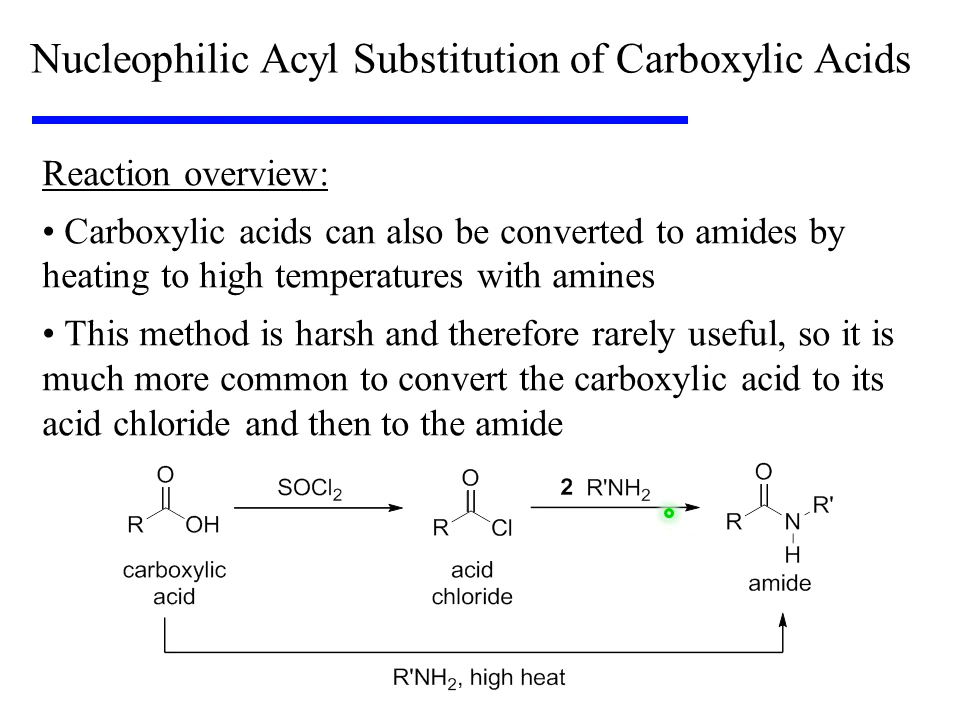 Nucleophilic Acyl Substitution of Carboxylic Acids
Reaction overview:
• Carboxylic acids can also be converted to amides by
heating to high temperatures with amines
• This method is harsh and therefore rarely useful, so it is
much more common to convert the carboxylic acid to its
acid chloride and then to the amide
O
R OH
carboxylic
acid
SOCl₂
O
R Cl
acid
chloride
2 R'NH₂
O
R N R'
H
amide
R'NH₂, high heat